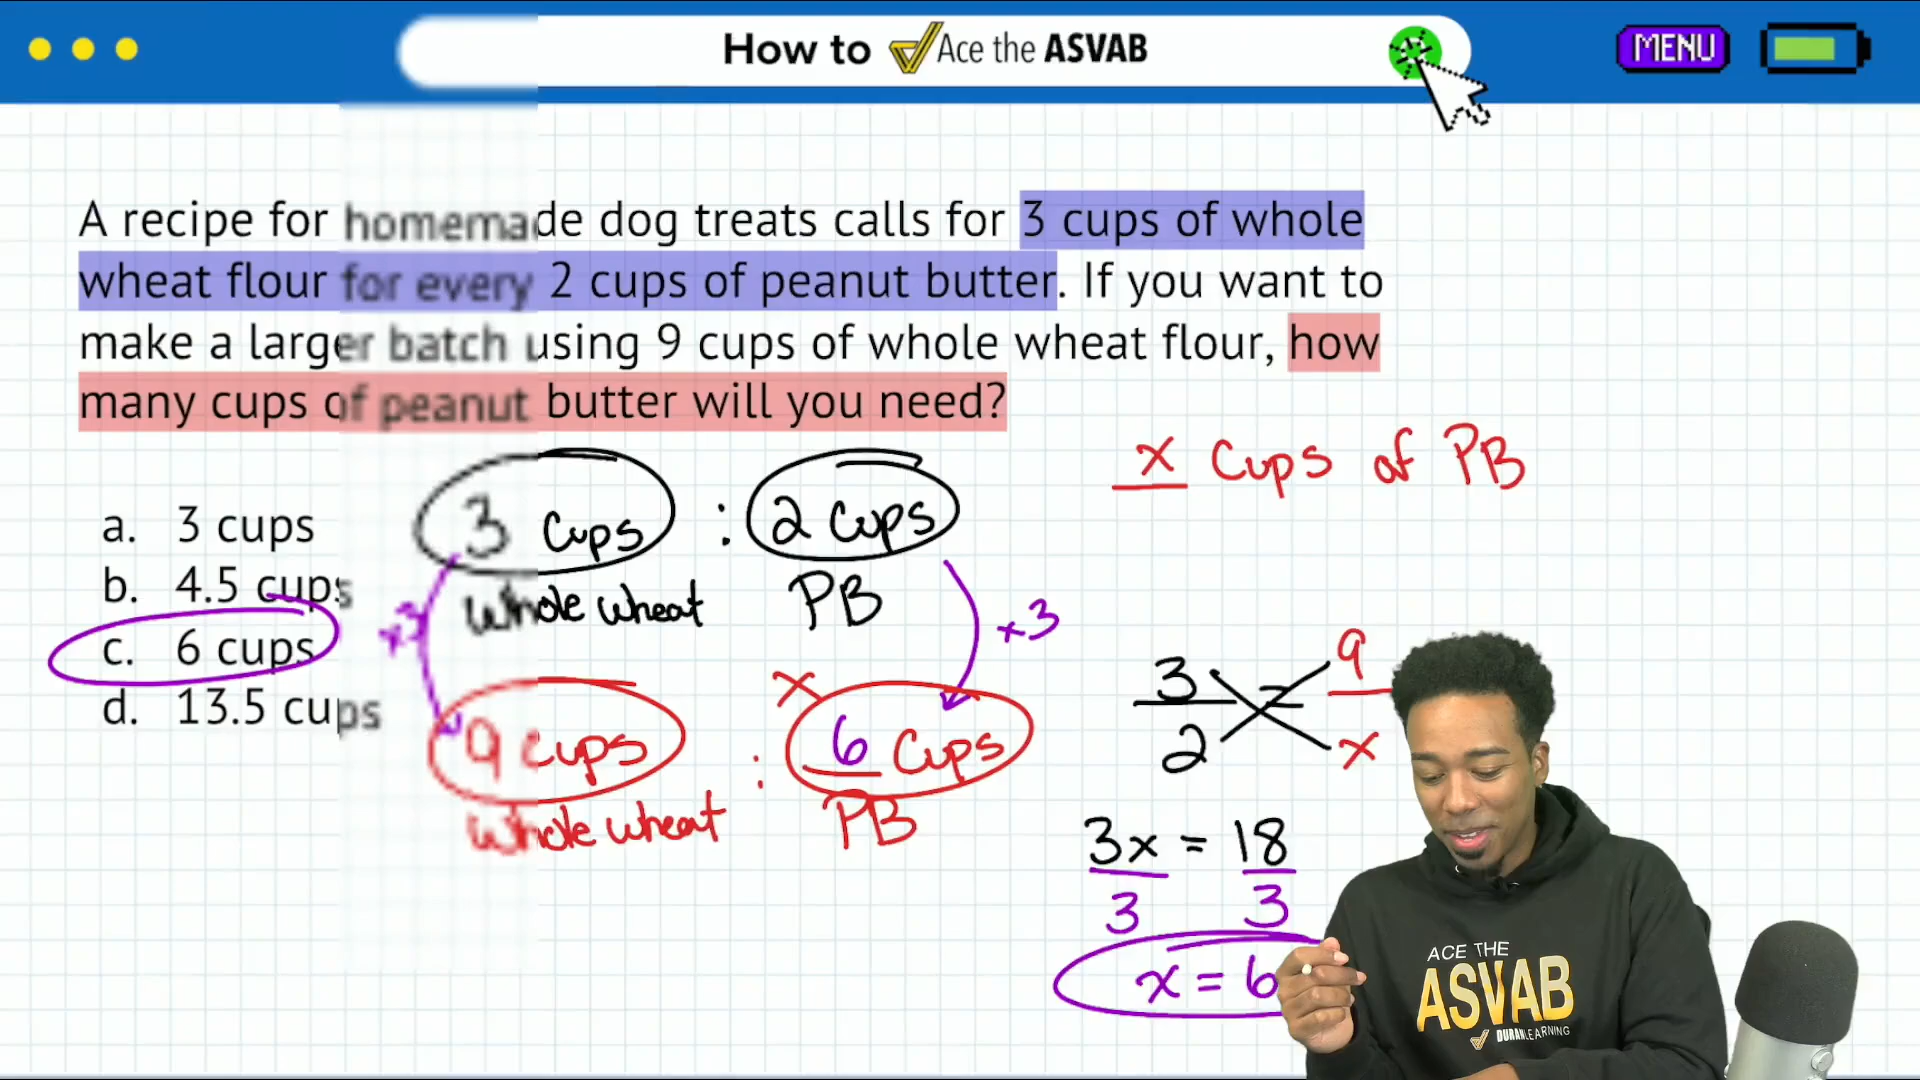 How to Ace the ASVAB
MENU
A recipe for homemade dog treats calls for 3 cups of whole
wheat flour for every 2 cups of peanut butter. If you want to
make a larger batch using 9 cups of whole wheat flour, how
many cups of peanut butter will you need?
x Cups of PB
a. 3 cups
b. 4.5 cups
c. 6 cups
d. 13.5 cups
3 Cups : 2 Cups
whole wheat PB
x3 x3
x
9 Cups : 6 Cups
whole wheat PB
3 = 9
2 x
3x = 18
3 3
x = 6
ACE THE
ASVAB
DURAN LEARNING